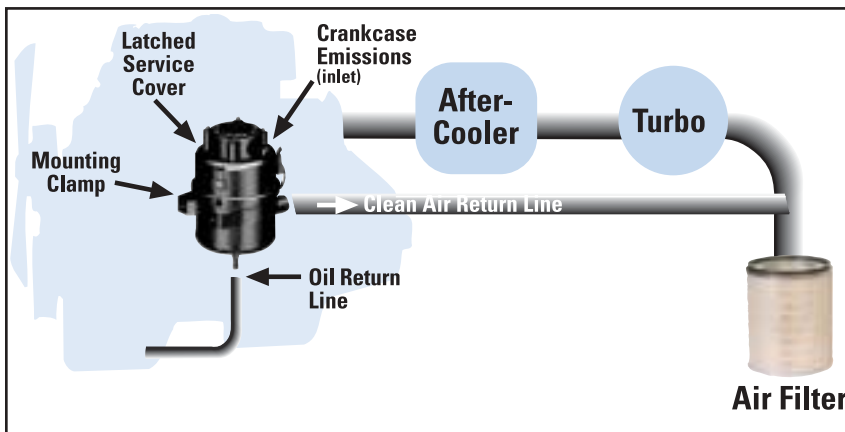 Latched
Service
Cover
Crankcase
Emissions
(inlet)
After-
Cooler
Turbo
Mounting
Clamp
Clean Air Return Line
Oil Return
Line
Air Filter